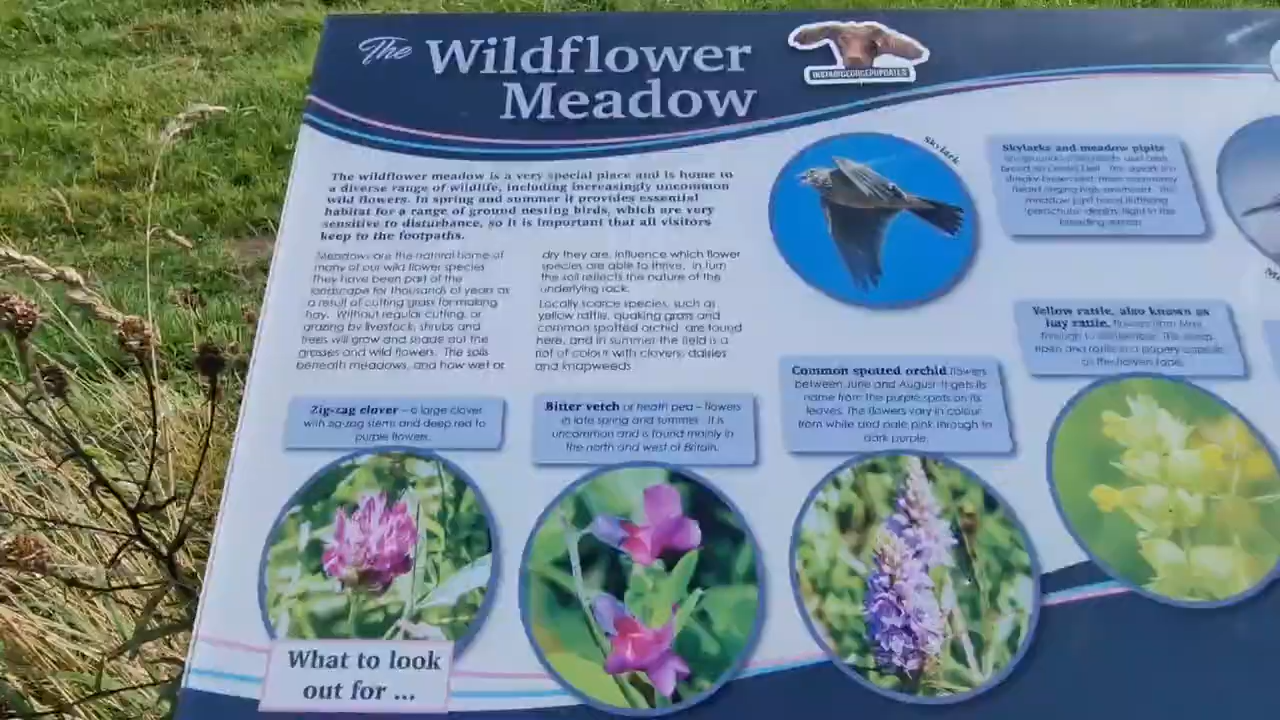 The Wildflower
Meadow
The wildflower meadow is a very special place and is home to
a diverse range of wildlife, including increasingly uncommon
wild flowers. In spring and summer it provides essential
habitat for a range of ground nesting birds, which are very
sensitive to disturbance, so it is important that all visitors
keep to the footpaths.
Meadows are the natural home of
many of our wild flower species
They have been part of the
landscape for thousands of years as
a result of cutting grass for making
hay. Without regular cutting, or
grazing by livestock, shrubs and
trees will grow and shade out the
grasses and wild flowers. The soils
beneath meadows, and how wet or
dry they are, influence which flower
species are able to thrive. In turn
the soil reflects the nature of the
underlying rock.
Locally scarce species, such as
yellow rattle, quaking grass and
common spotted orchid, are found
here, and in summer the field is a
riot of colour with clovers, daisies
and knapweeds
Skylark
Skylarks and meadow pipits
Yellow rattle, also known as
hay rattle, flowers from May
Common spotted orchid flowers
between June and August. It gets its
name from the purple spots on its
leaves. The flowers vary in colour
from white and pale pink through to
dark purple.
Zig-zag clover – a large clover
with zig-zag stems and deep red to
purple flowers.
Bitter vetch or heath pea – flowers
in late spring and summer. It is
uncommon and is found mainly in
the north and west of Britain.
What to look
out for ...